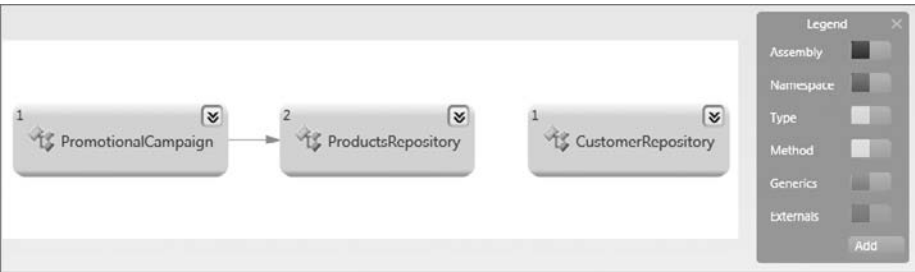 Legend
Assembly
Namespace
Type
Method
Generics
Externals
Add
1
PromotionalCampaign
2
ProductsRepository
1
CustomerRepository